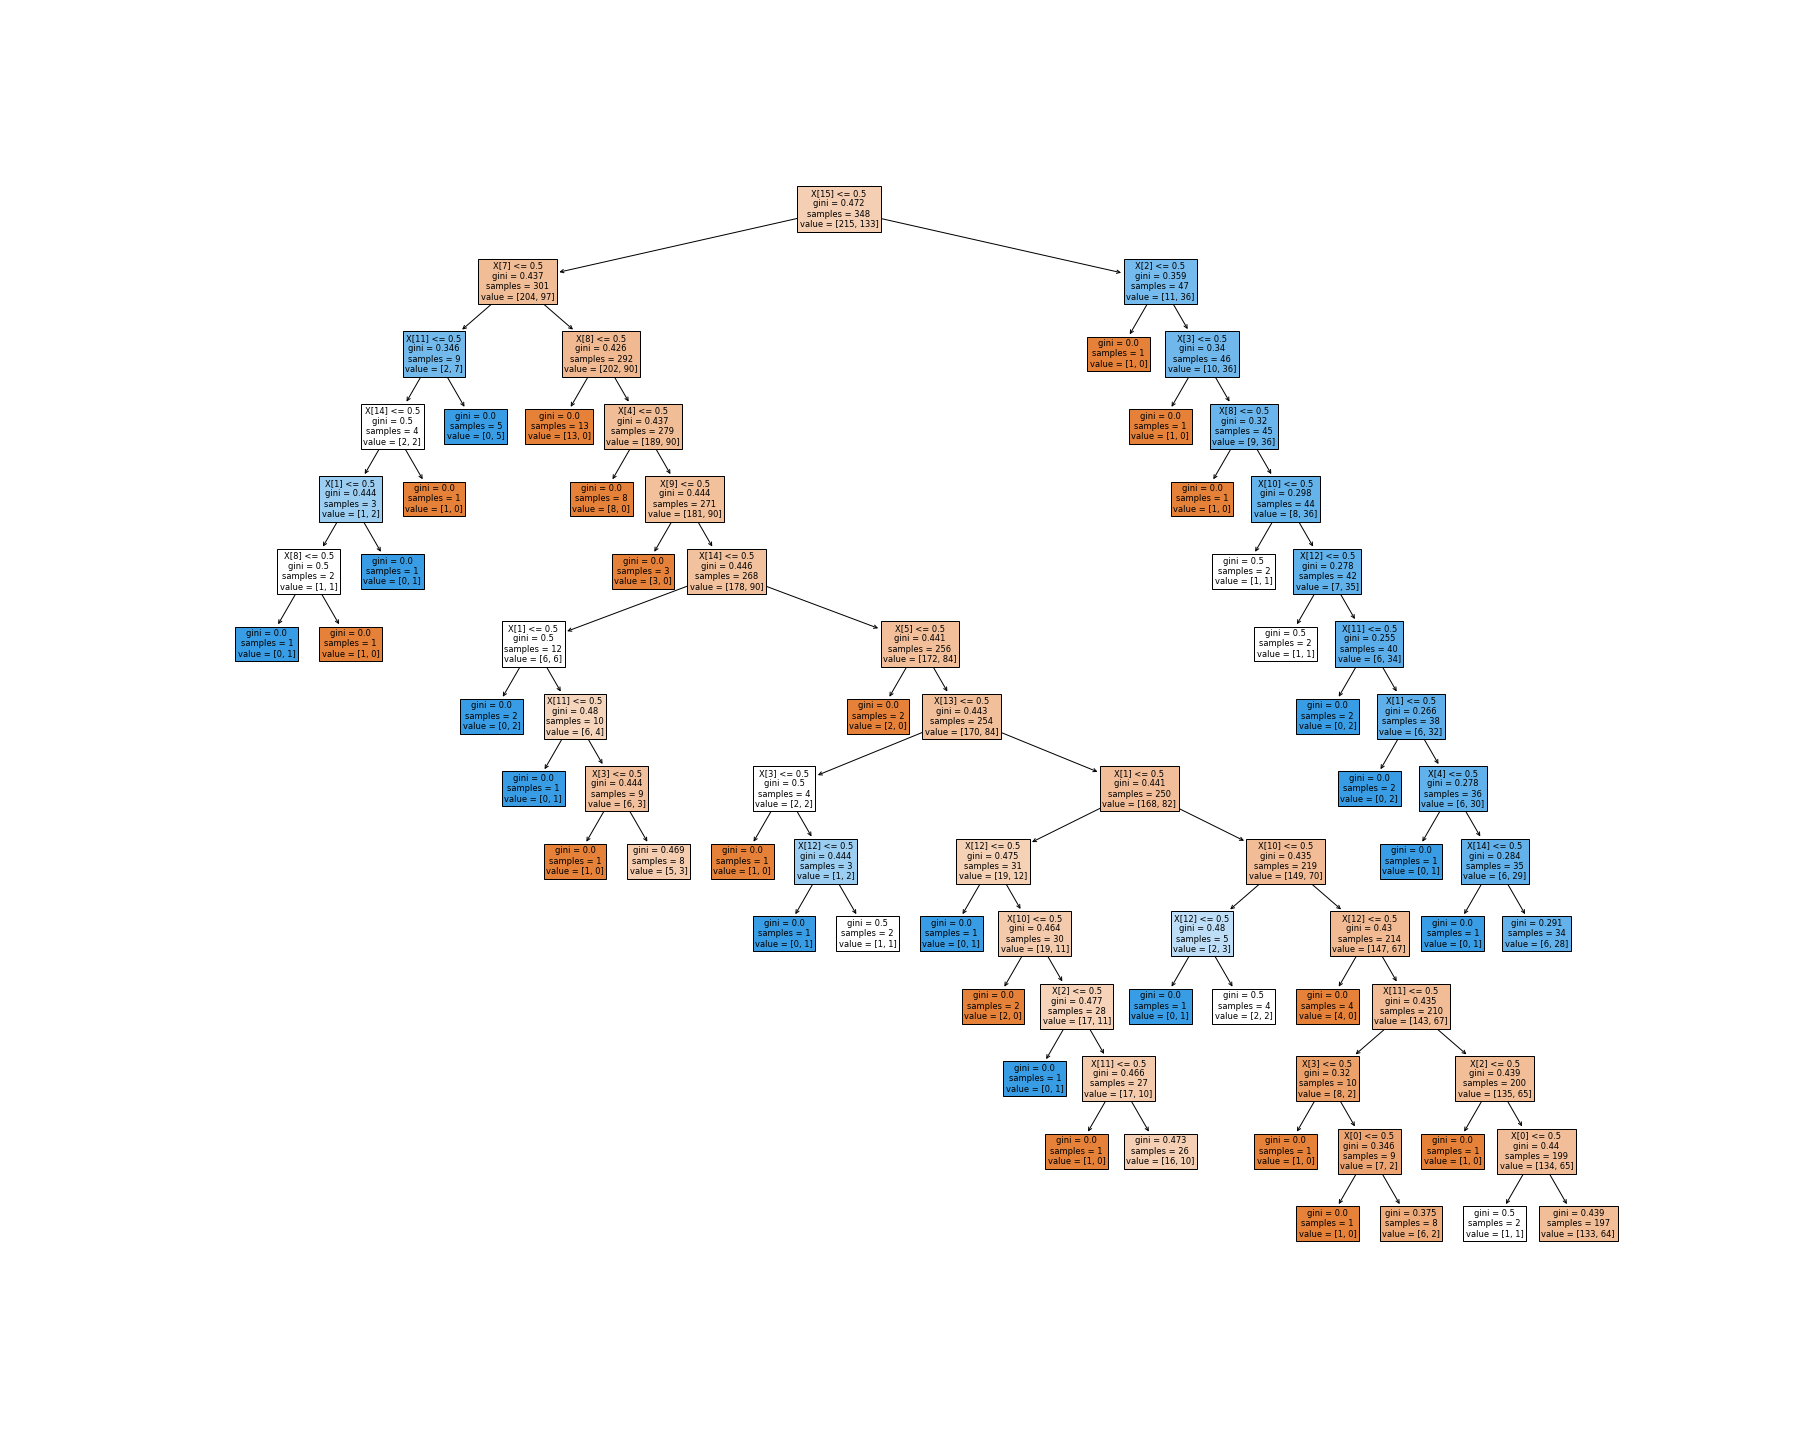 X[15] <= 0.5
gini = 0.472
samples = 348
value = [215, 133]
X[7] <= 0.5
gini = 0.437
samples = 301
value = [204, 97]
X[2] <= 0.5
gini = 0.359
samples = 47
value = [11, 36]
X[11] <= 0.5
gini = 0.346
samples = 9
value = [2, 7]
X[8] <= 0.5
gini = 0.426
samples = 292
value = [202, 90]
gini = 0.0
samples = 1
value = [1, 0]
X[3] <= 0.5
gini = 0.34
samples = 46
value = [10, 36]
X[14] <= 0.5
gini = 0.5
samples = 4
value = [2, 2]
gini = 0.0
samples = 5
value = [0, 5]
gini = 0.0
samples = 13
value = [13, 0]
X[4] <= 0.5
gini = 0.437
samples = 279
value = [189, 90]
gini = 0.0
samples = 1
value = [1, 0]
X[8] <= 0.5
gini = 0.32
samples = 45
value = [9, 36]
X[1] <= 0.5
gini = 0.444
samples = 3
value = [1, 2]
gini = 0.0
samples = 1
value = [1, 0]
gini = 0.0
samples = 8
value = [8, 0]
X[9] <= 0.5
gini = 0.444
samples = 271
value = [181, 90]
gini = 0.0
samples = 1
value = [1, 0]
X[10] <= 0.5
gini = 0.298
samples = 44
value = [8, 36]
X[8] <= 0.5
gini = 0.5
samples = 2
value = [1, 1]
gini = 0.0
samples = 1
value = [0, 1]
gini = 0.0
samples = 3
value = [3, 0]
X[14] <= 0.5
gini = 0.446
samples = 268
value = [178, 90]
gini = 0.5
samples = 2
value = [1, 1]
X[12] <= 0.5
gini = 0.278
samples = 42
value = [7, 35]
gini = 0.0
samples = 1
value = [0, 1]
gini = 0.0
samples = 1
value = [1, 0]
X[1] <= 0.5
gini = 0.5
samples = 12
value = [6, 6]
X[5] <= 0.5
gini = 0.441
samples = 256
value = [172, 84]
gini = 0.5
samples = 2
value = [1, 1]
X[11] <= 0.5
gini = 0.255
samples = 40
value = [6, 34]
gini = 0.0
samples = 2
value = [0, 2]
X[11] <= 0.5
gini = 0.48
samples = 10
value = [6, 4]
gini = 0.0
samples = 2
value = [2, 0]
X[13] <= 0.5
gini = 0.443
samples = 254
value = [170, 84]
gini = 0.0
samples = 2
value = [0, 2]
X[1] <= 0.5
gini = 0.266
samples = 38
value = [6, 32]
gini = 0.0
samples = 1
value = [0, 1]
X[3] <= 0.5
gini = 0.444
samples = 9
value = [6, 3]
X[3] <= 0.5
gini = 0.5
samples = 4
value = [2, 2]
X[1] <= 0.5
gini = 0.441
samples = 250
value = [168, 82]
gini = 0.0
samples = 2
value = [0, 2]
X[4] <= 0.5
gini = 0.278
samples = 36
value = [6, 30]
gini = 0.0
samples = 1
value = [1, 0]
gini = 0.469
samples = 8
value = [5, 3]
gini = 0.0
samples = 1
value = [1, 0]
X[12] <= 0.5
gini = 0.444
samples = 3
value = [1, 2]
X[12] <= 0.5
gini = 0.475
samples = 31
value = [19, 12]
X[10] <= 0.5
gini = 0.435
samples = 219
value = [149, 70]
gini = 0.0
samples = 1
value = [0, 1]
X[14] <= 0.5
gini = 0.284
samples = 35
value = [6, 29]
gini = 0.0
samples = 1
value = [0, 1]
gini = 0.5
samples = 2
value = [1, 1]
gini = 0.0
samples = 1
value = [0, 1]
X[10] <= 0.5
gini = 0.464
samples = 30
value = [19, 11]
X[12] <= 0.5
gini = 0.48
samples = 5
value = [2, 3]
X[12] <= 0.5
gini = 0.43
samples = 214
value = [147, 67]
gini = 0.0
samples = 1
value = [0, 1]
gini = 0.291
samples = 34
value = [6, 28]
gini = 0.0
samples = 2
value = [2, 0]
X[2] <= 0.5
gini = 0.477
samples = 28
value = [17, 11]
gini = 0.0
samples = 1
value = [0, 1]
gini = 0.5
samples = 4
value = [2, 2]
gini = 0.0
samples = 4
value = [4, 0]
X[11] <= 0.5
gini = 0.435
samples = 210
value = [143, 67]
gini = 0.0
samples = 1
value = [0, 1]
X[11] <= 0.5
gini = 0.466
samples = 27
value = [17, 10]
X[3] <= 0.5
gini = 0.32
samples = 10
value = [8, 2]
X[2] <= 0.5
gini = 0.439
samples = 200
value = [135, 65]
gini = 0.0
samples = 1
value = [1, 0]
gini = 0.473
samples = 26
value = [16, 10]
gini = 0.0
samples = 1
value = [1, 0]
X[0] <= 0.5
gini = 0.346
samples = 9
value = [7, 2]
gini = 0.0
samples = 1
value = [1, 0]
X[0] <= 0.5
gini = 0.44
samples = 199
value = [134, 65]
gini = 0.0
samples = 1
value = [1, 0]
gini = 0.375
samples = 8
value = [6, 2]
gini = 0.5
samples = 2
value = [1, 1]
gini = 0.439
samples = 197
value = [133, 64]